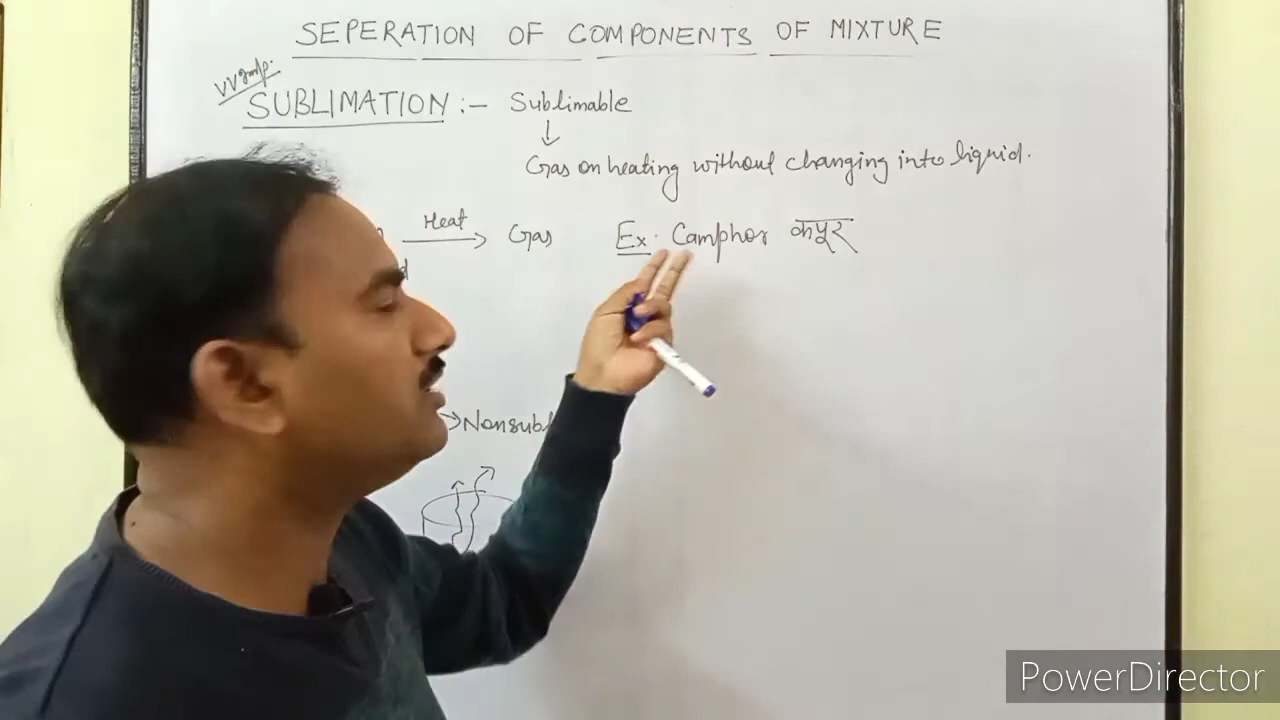 SEPERATION OF COMPONENTS OF MIXTURE
VVImp.
SUBLIMATION :- Sublimable
Gas on heating without changing into liquid.
Heat
Gas Ex. Camphor कपूर
PowerDirector